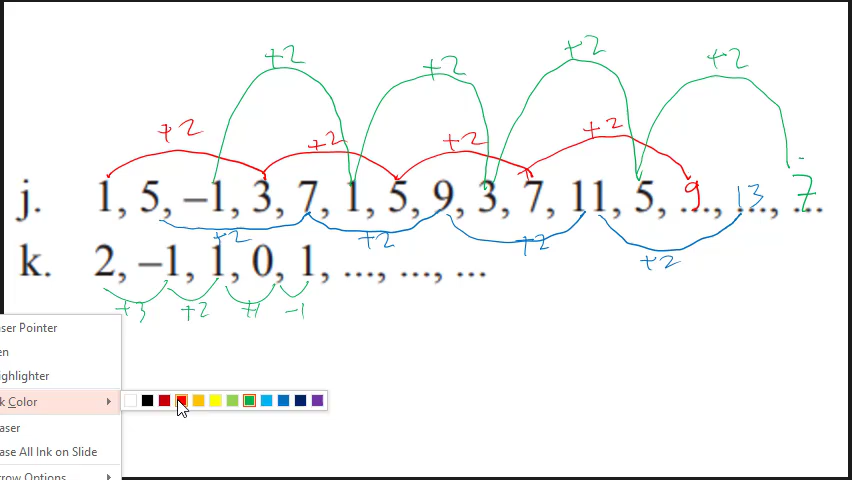 +2 +2 +2 +2
+2 +2 +2 +2
j. 1, 5, –1, 3, 7, 1, 5, 9, 3, 7, 11, 5, ..., ..., ...
9 13 7
+2 +2 +2 +2
k. 2, –1, 1, 0, 1, ..., ..., ...
+3 +2 +1 -1
ser Pointer
en
ighlighter
k Color
aser
ase All Ink on Slide
rrow Options